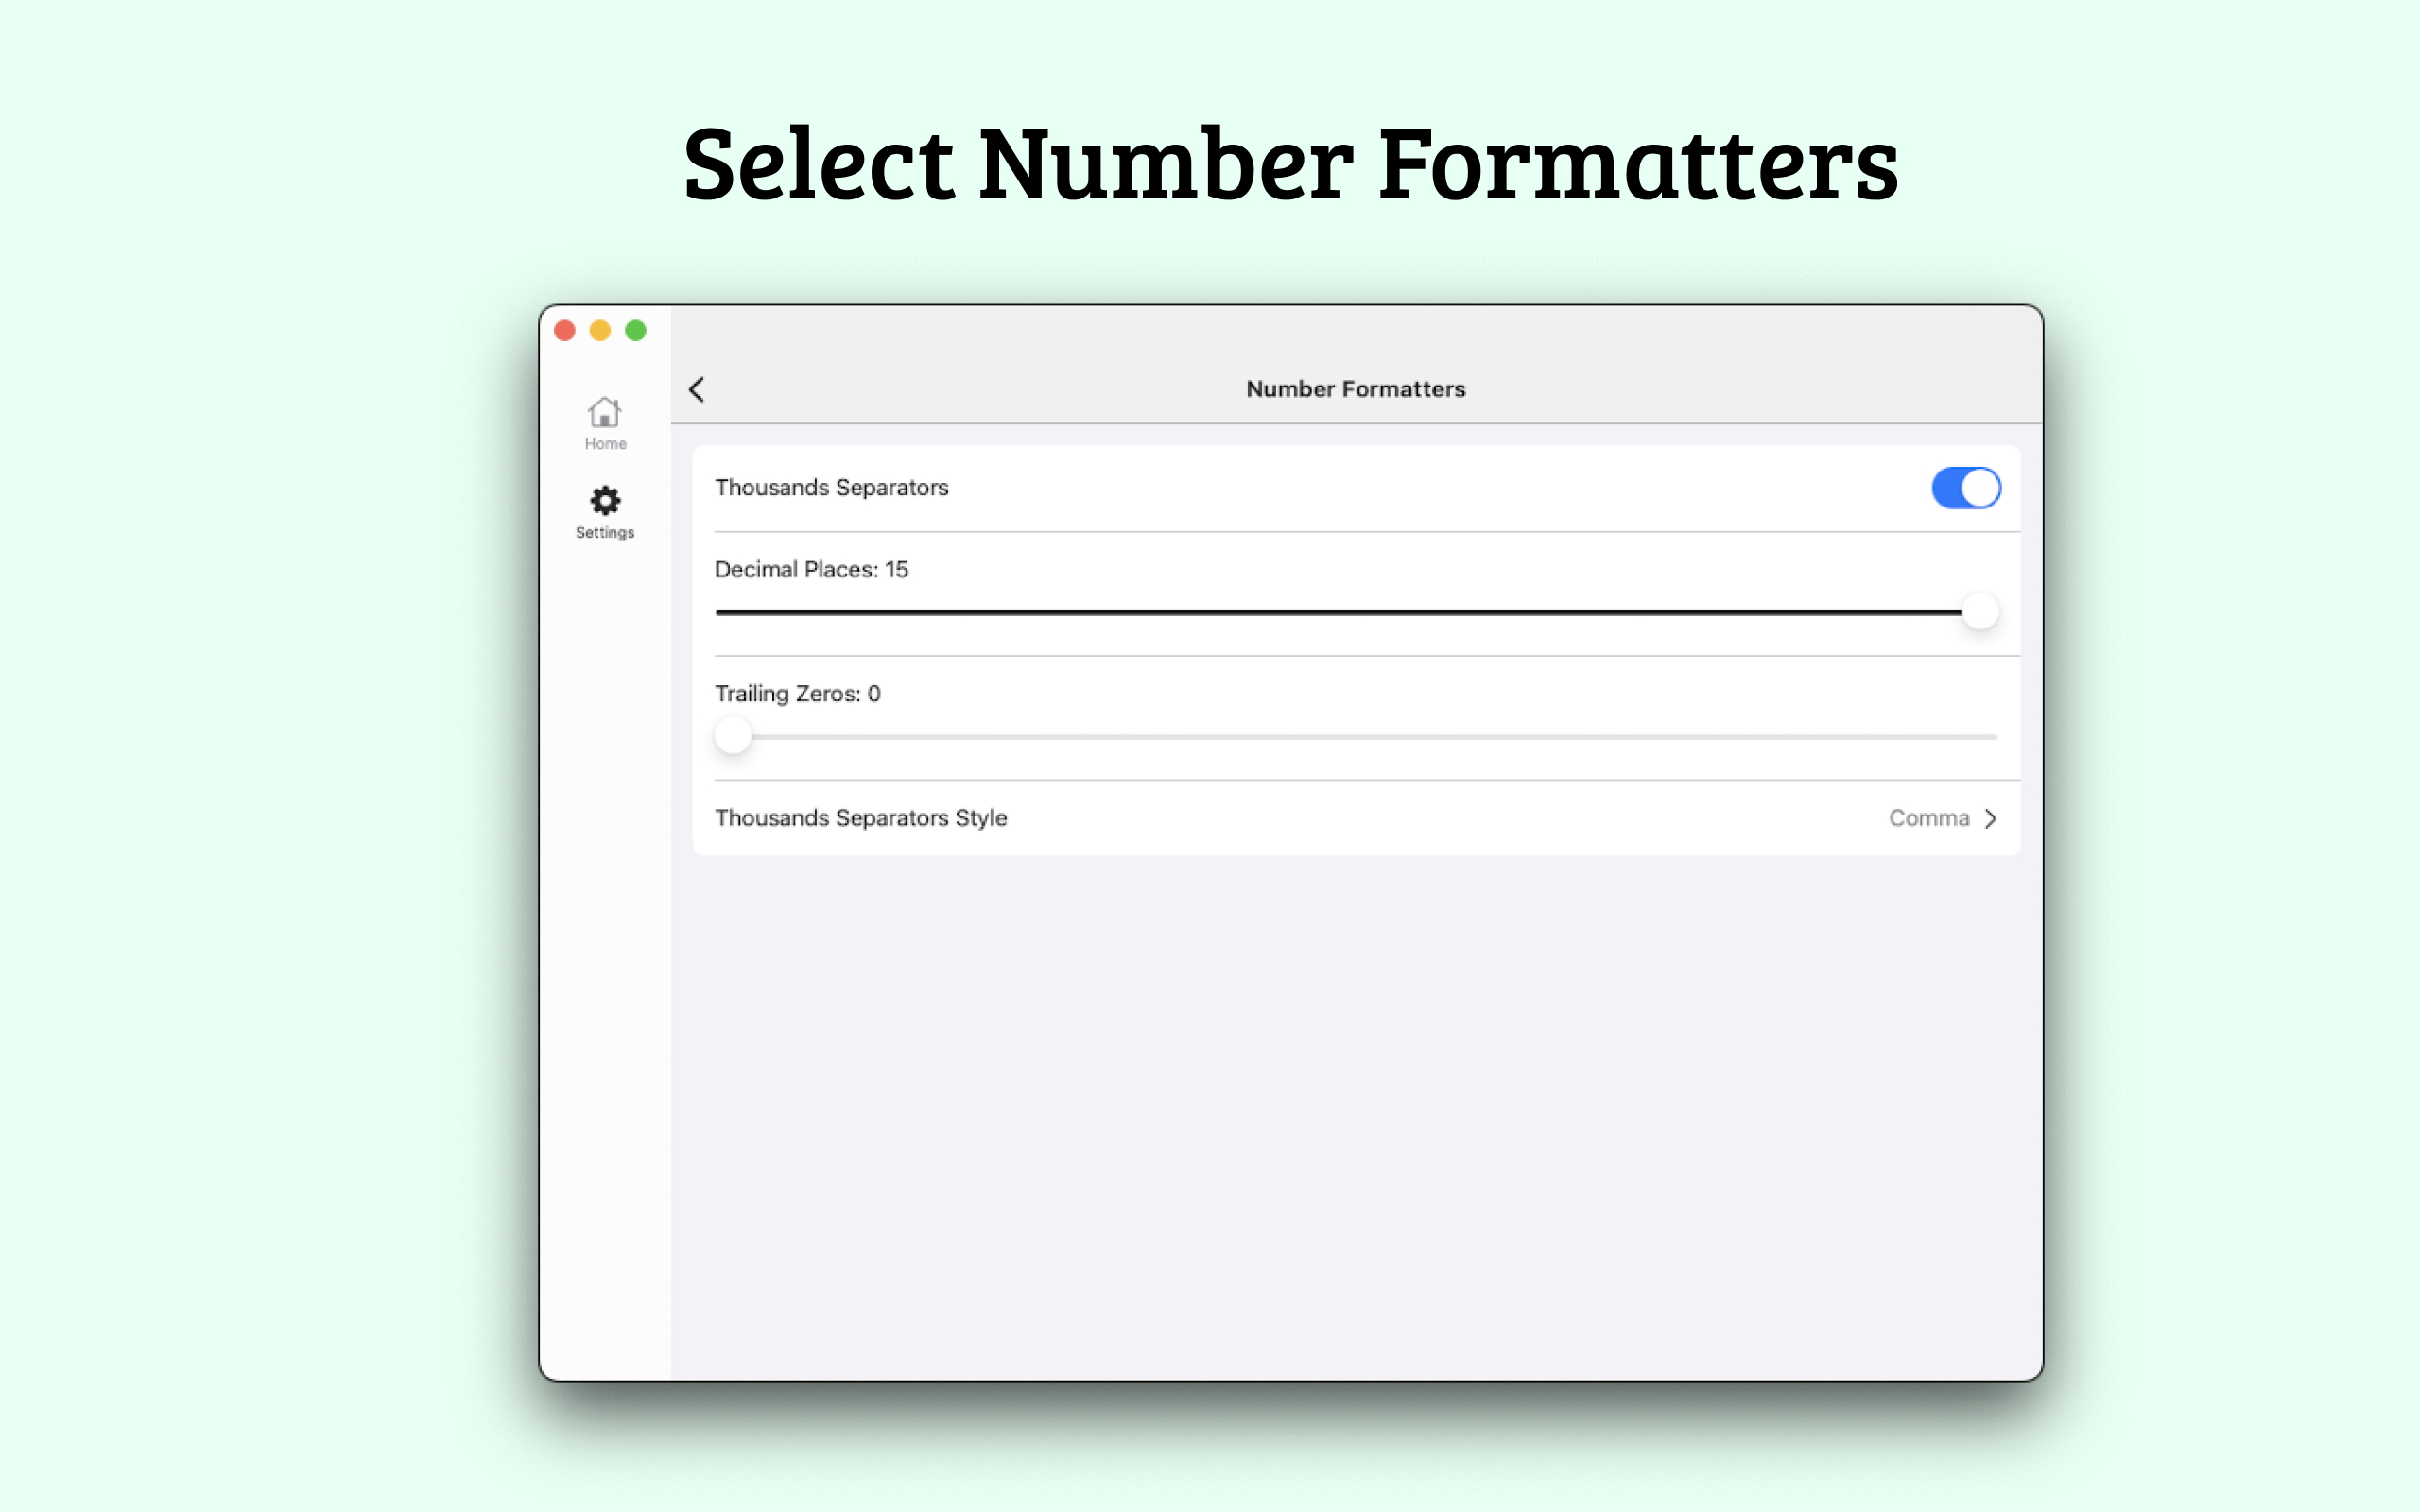 Select Number Formatters
Number Formatters
Home
Settings
Thousands Separators
Decimal Places: 15
Trailing Zeros: 0
Thousands Separators Style
Comma